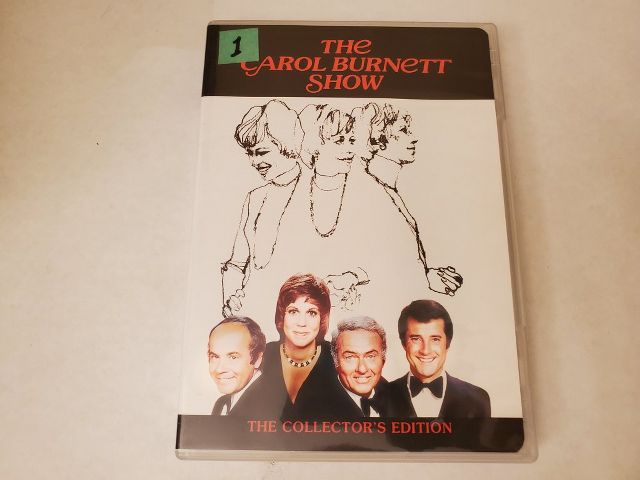 1
THE
CAROL BURNETT
SHOW
THE COLLECTOR'S EDITION